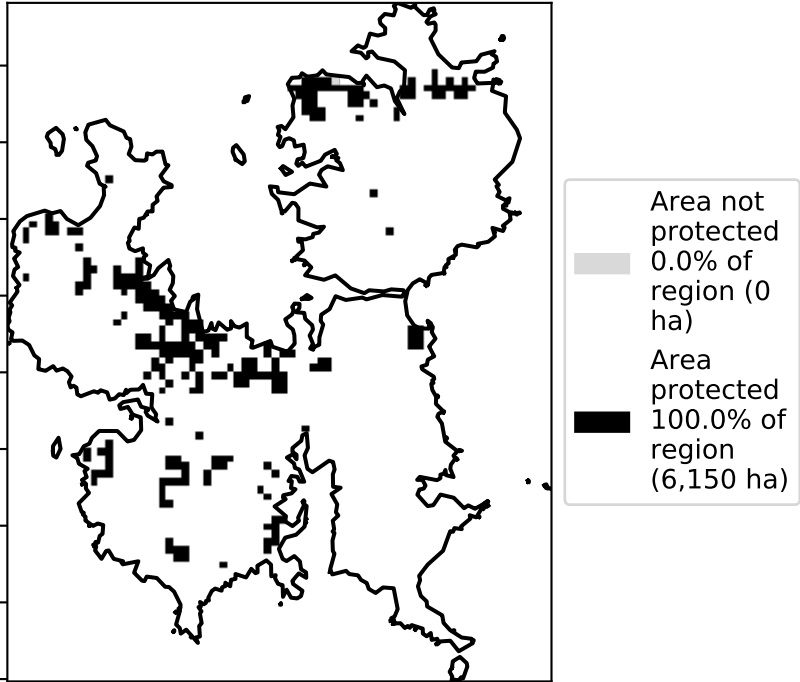 Area not
protected
0.0% of
region (0
ha)
Area
protected
100.0% of
region
(6,150 ha)